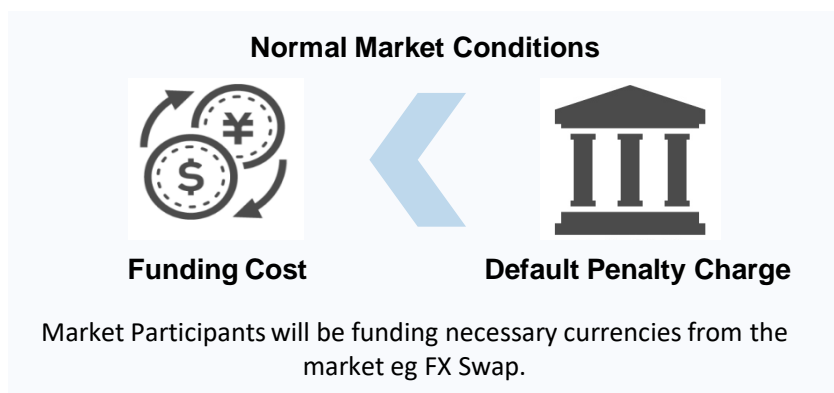 Normal Market Conditions
¥
$
Funding Cost
Default Penalty Charge
Market Participants will be funding necessary currencies from the
market eg FX Swap.